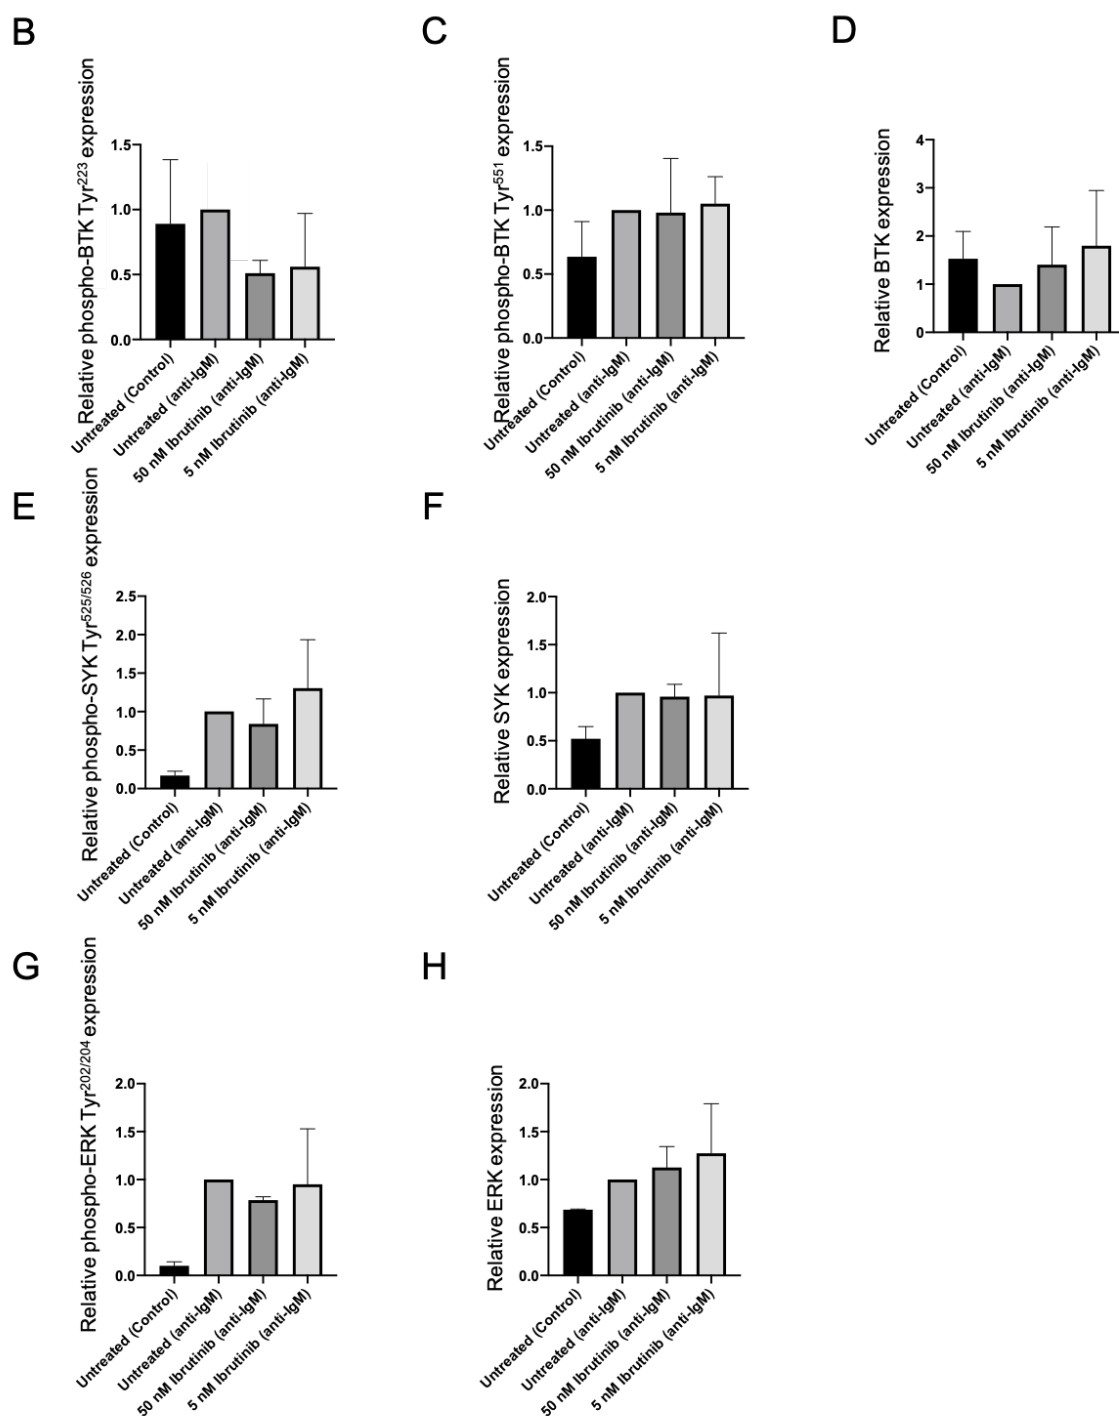 B
Relative phospho-BTK Tyr223 expression
1.5
1.0
0.5
0.0
Untreated (Control)
Untreated (anti-IgM)
50 nM Ibrutinib (anti-IgM)
5 nM Ibrutinib (anti-IgM)
C
Relative phospho-BTK Tyr551 expression
1.5
1.0
0.5
0.0
Untreated (Control)
Untreated (anti-IgM)
50 nM Ibrutinib (anti-IgM)
5 nM Ibrutinib (anti-IgM)
D
Relative BTK expression
4
3
2
1
0
Untreated (Control)
Untreated (anti-IgM)
50 nM Ibrutinib (anti-IgM)
5 nM Ibrutinib (anti-IgM)
E
Relative phospho-SYK Tyr525/526 expression
2.5
2.0
1.5
1.0
0.5
0.0
Untreated (Control)
Untreated (anti-IgM)
50 nM Ibrutinib (anti-IgM)
5 nM Ibrutinib (anti-IgM)
F
Relative SYK expression
2.0
1.5
1.0
0.5
0.0
Untreated (Control)
Untreated (anti-IgM)
50 nM Ibrutinib (anti-IgM)
5 nM Ibrutinib (anti-IgM)
G
Relative phospho-ERK Tyr202/204 expression
2.0
1.5
1.0
0.5
0.0
Untreated (Control)
Untreated (anti-IgM)
50 nM Ibrutinib (anti-IgM)
5 nM Ibrutinib (anti-IgM)
H
Relative ERK expression
2.0
1.5
1.0
0.5
0.0
Untreated (Control)
Untreated (anti-IgM)
50 nM Ibrutinib (anti-IgM)
5 nM Ibrutinib (anti-IgM)